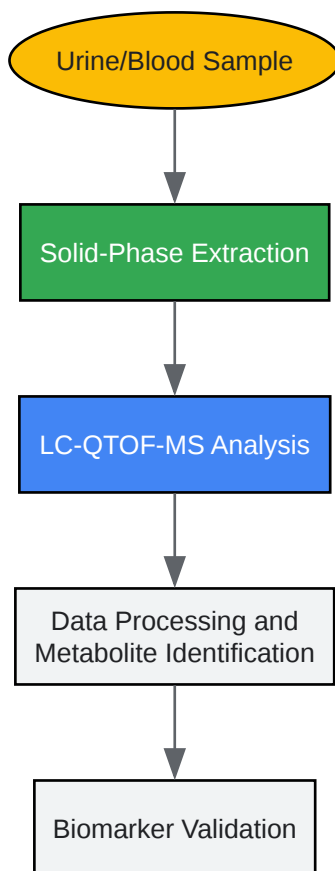 Urine/Blood Sample
Solid-Phase Extraction
LC-QTOF-MS Analysis
Data Processing and
Metabolite Identification
Biomarker Validation